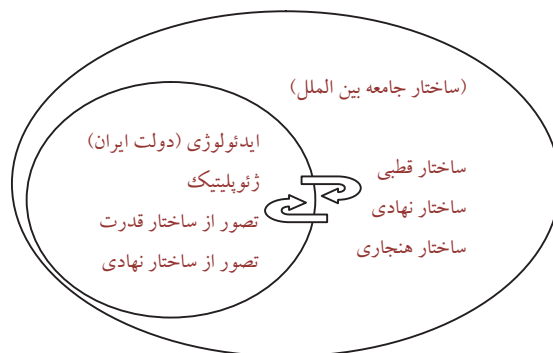 (ساختار جامعه بین الملل)
ساختار قطبی
ساختار نهادی
ساختار هنجاری
ایدئولوژی (دولت ایران)
ژئوپلیتیک
تصور از ساختار قدرت
تصور از ساختار نهادی